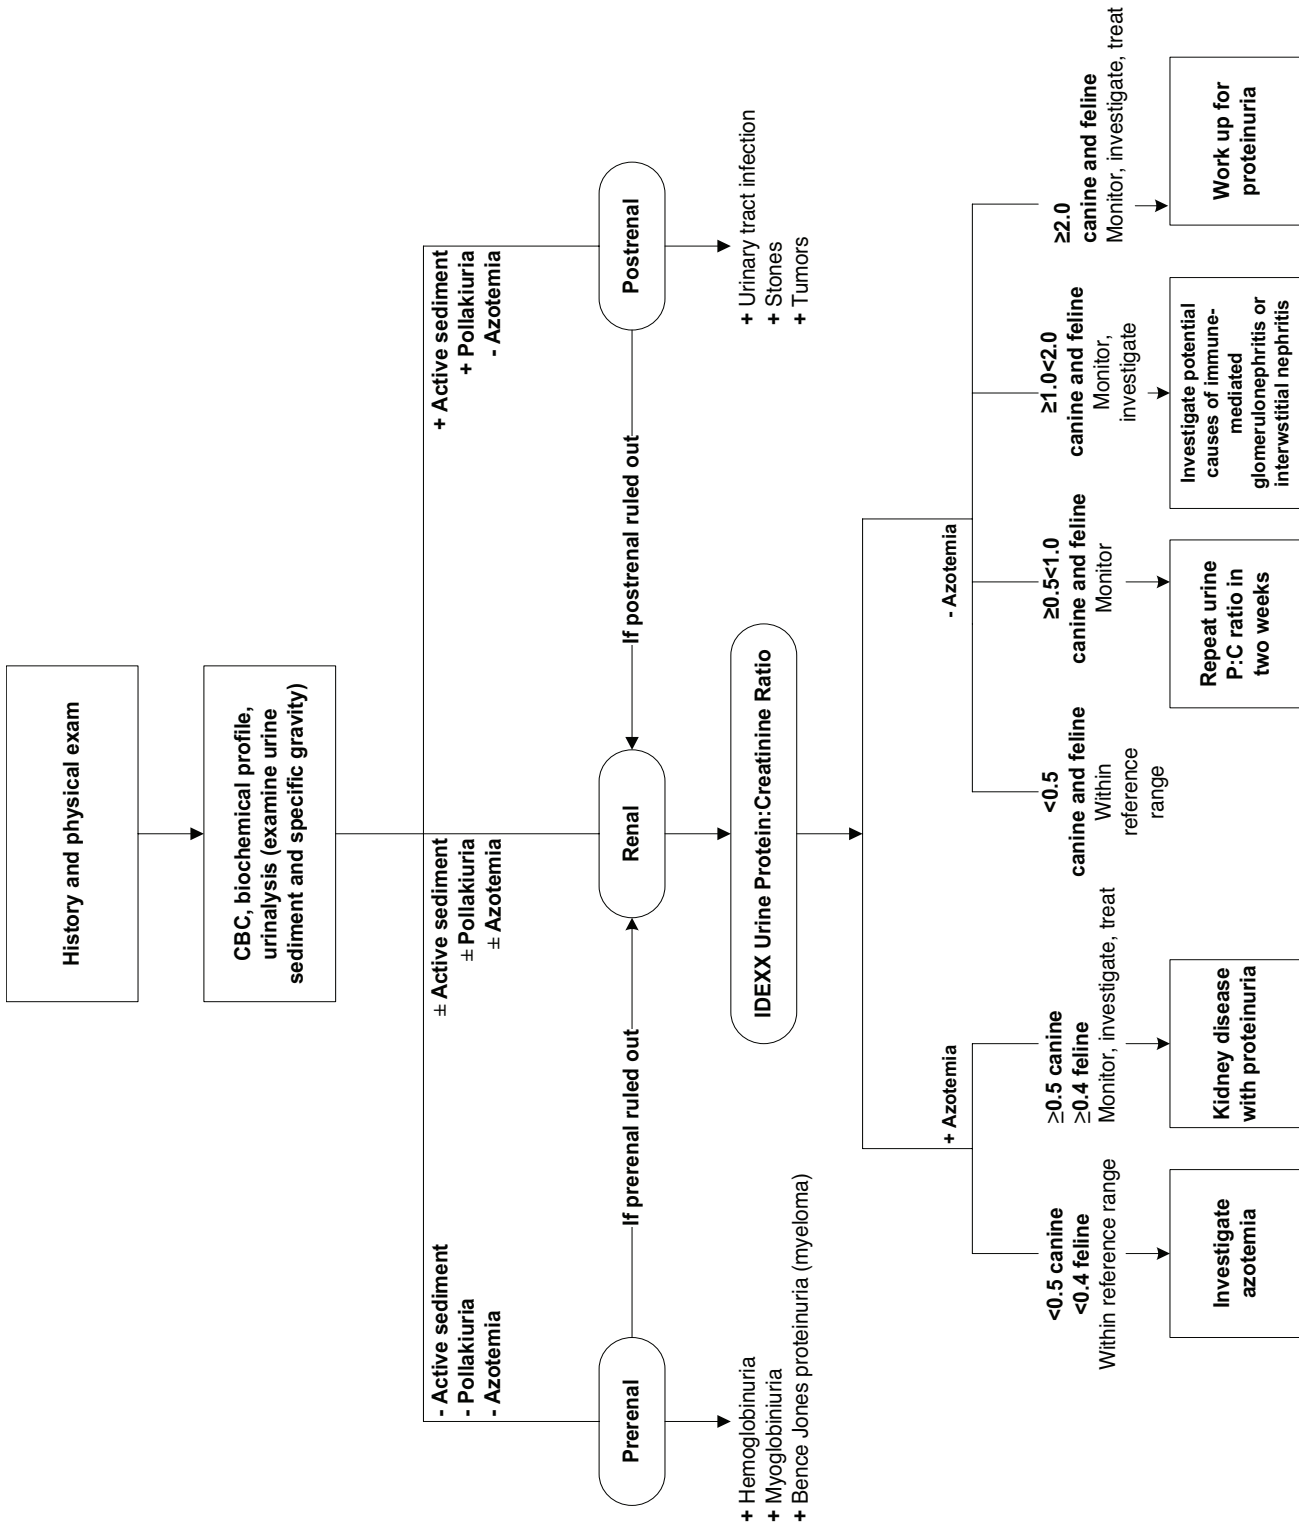 History and physical exam
CBC, biochemical profile,
urinalysis (examine urine
sediment and specific gravity)
- Active sediment
- Pollakiuria
- Azotemia
± Active sediment
± Pollakiuria
± Azotemia
+ Active sediment
+ Pollakiuria
- Azotemia
Prerenal
If prerenal ruled out
Renal
If postrenal ruled out
Postrenal
+ Hemoglobinuria
+ Myoglobiniuria
+ Bence Jones proteinuria (myeloma)
IDEXX Urine Protein:Creatinine Ratio
+ Urinary tract infection
+ Stones
+ Tumors
+ Azotemia
- Azotemia
<0.5 canine
<0.4 feline
Within reference range
≥0.5 canine
≥0.4 feline
Monitor, investigate, treat
<0.5
canine and feline
Within
reference
range
≥0.5<1.0
canine and feline
Monitor
≥1.0<2.0
canine and feline
Monitor,
investigate
≥2.0
canine and feline
Monitor, investigate, treat
Investigate
azotemia
Kidney disease
with proteinuria
Repeat urine
P:C ratio in
two weeks
Investigate potential
causes of immune-
mediated
glomerulonephritis or
interwstitial nephritis
Work up for
proteinuria